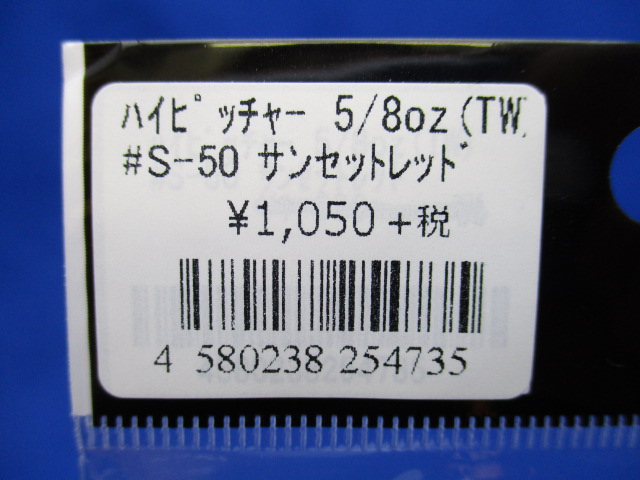 ﾊｲﾋﾟｯﾁｬｰ 5/8oz(TW)
#S-50 ｻﾝｾｯﾄﾚｯﾄﾞ
¥1,050 +税
4 580238 254735